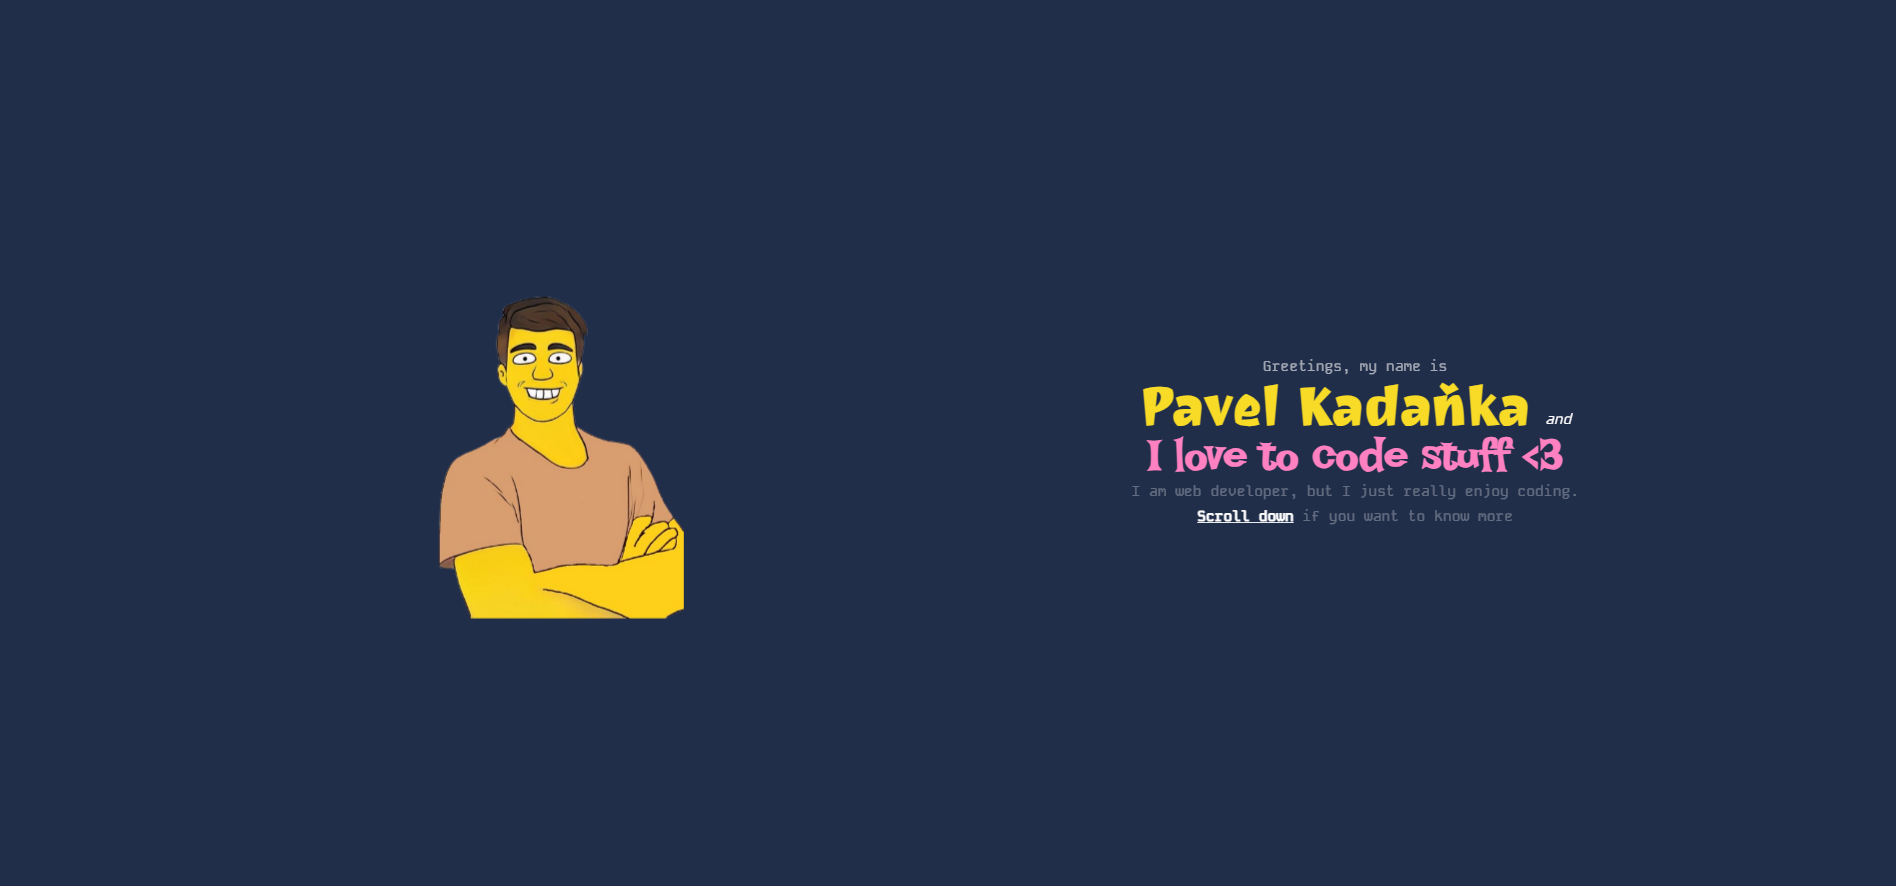 Greetings, my name is
Pavel Kadaňka and
I love to code stuff <3
I am web developer, but I just really enjoy coding.
Scroll down if you want to know more